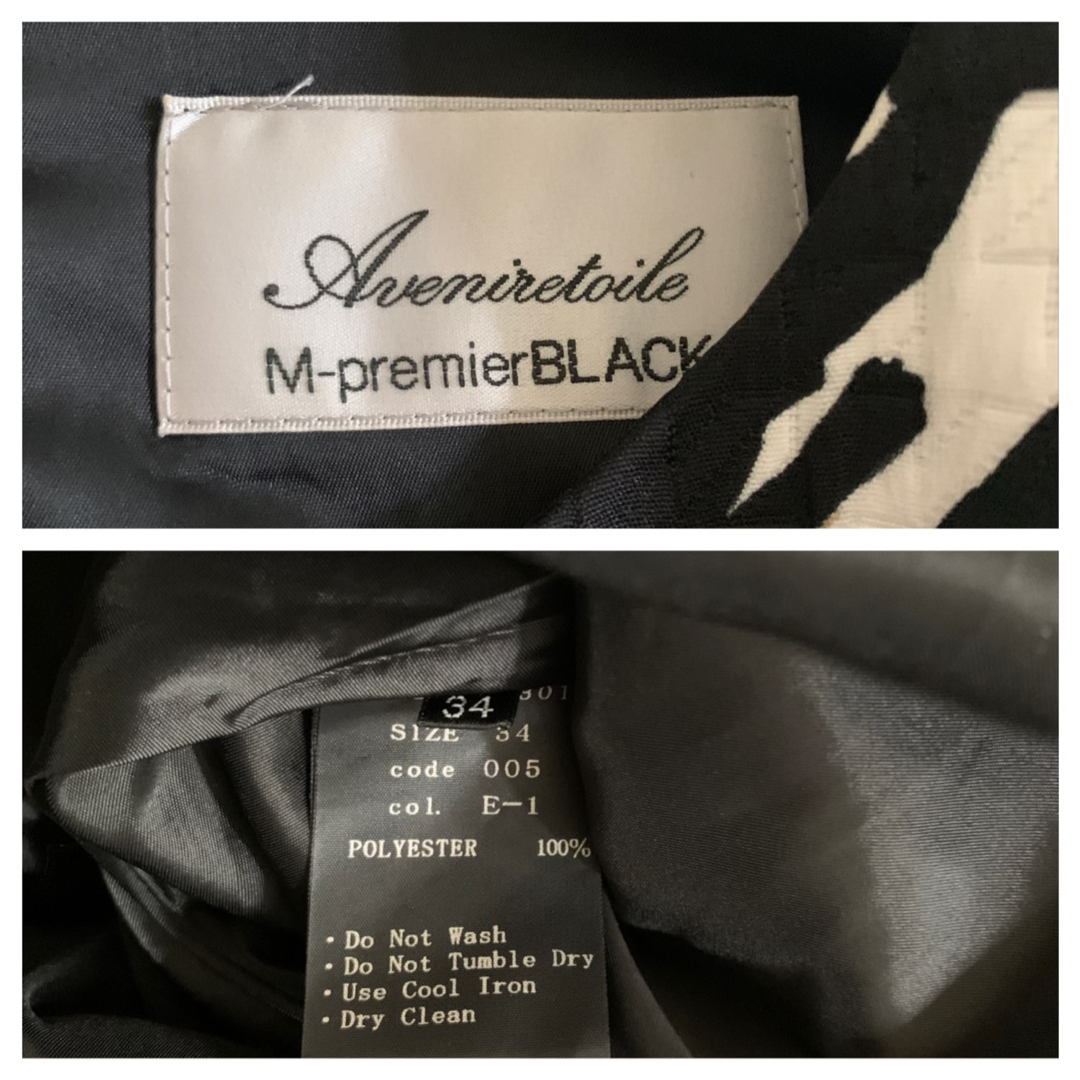 Aveniretoile
M-premierBLACK
34
SIZE 34
code 005
col. E-1
POLYESTER 100%
・Do Not Wash
・Do Not Tumble Dry
・Use Cool Iron
・Dry Clean